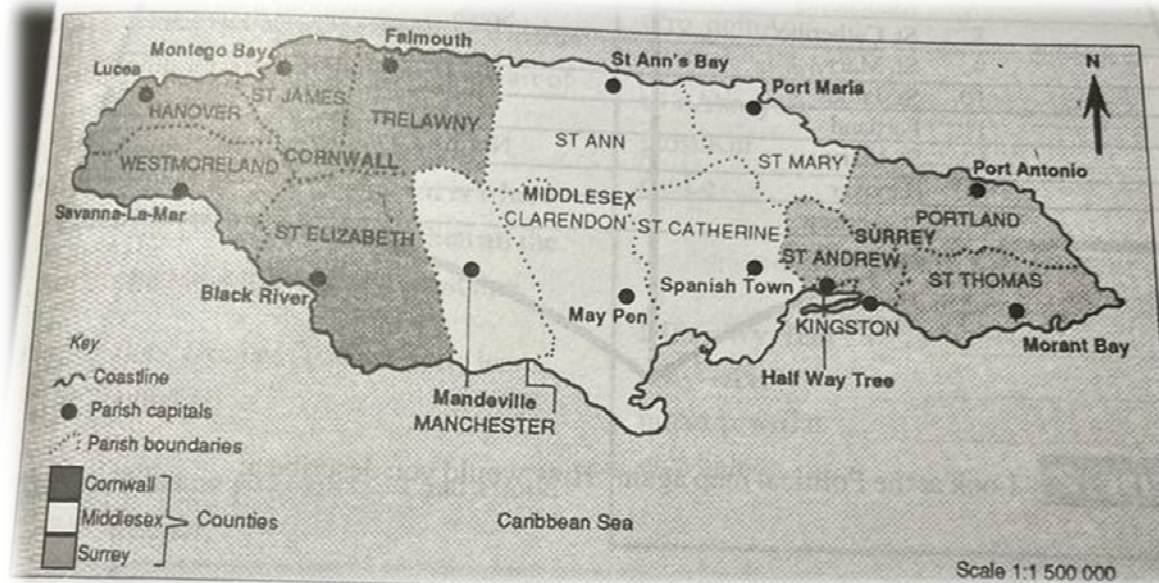 Falmouth
Montego Bay
Lucea
St Ann's Bay
N
Port Maria
HANOVER
ST JAMES
TRELAWNY
ST ANN
ST MARY
Port Antonio
WESTMORELAND
CORNWALL
MIDDLESEX
CLARENDON
ST CATHERINE
PORTLAND
SURREY
Savanna-La-Mar
ST ELIZABETH
ST ANDREW
ST THOMAS
Black River
Spanish Town
May Pen
KINGSTON
Morant Bay
Half Way Tree
Mandeville
MANCHESTER
Key
Coastline
Parish capitals
Parish boundaries
Cornwall
Middlesex
Counties
Surrey
Caribbean Sea
Scale 1:1 500 000